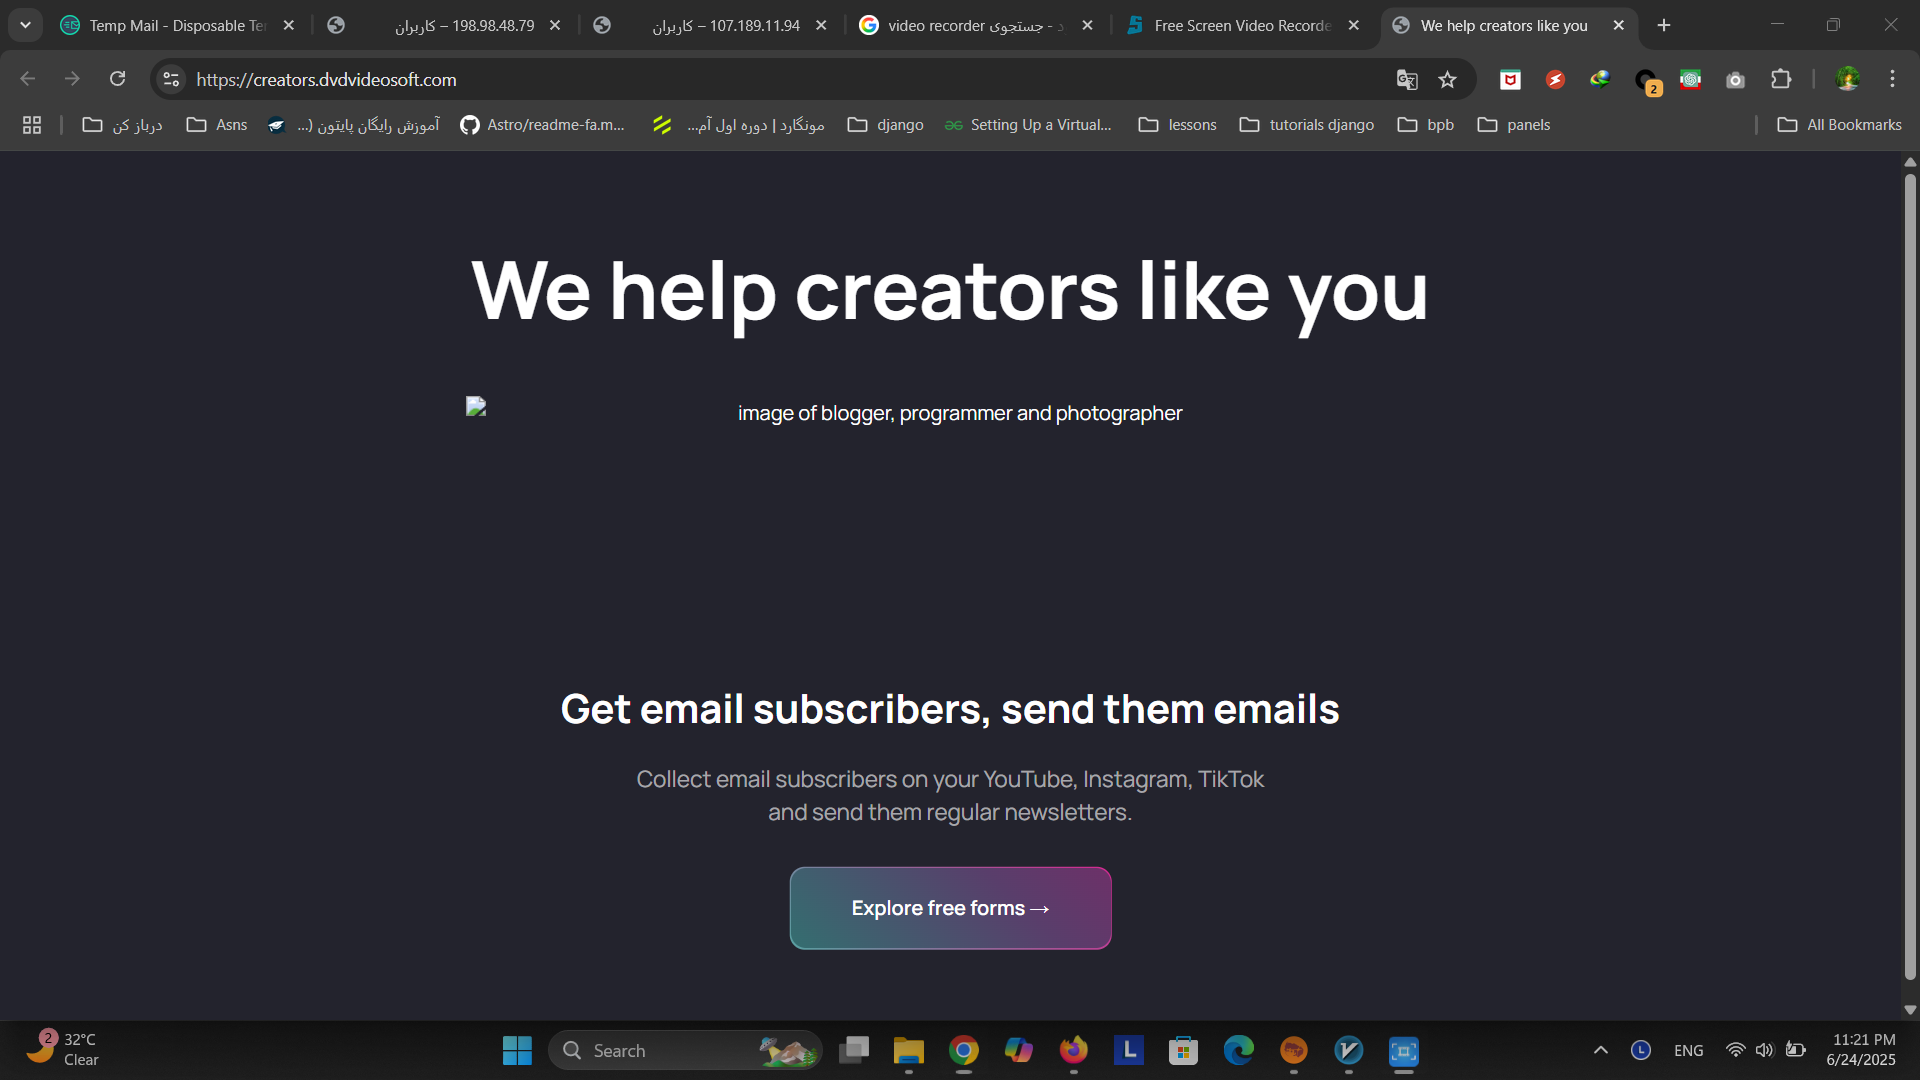 Temp Mail - Disposable Te
198.98.48.79 – کاربران
107.189.11.94 – کاربران
video recorder د - جستجوی
Free Screen Video Recorde
We help creators like you
https://creators.dvdvideosoft.com
2
درباز کن
Asns
آموزش رایگان پایتون (...
Astro/readme-fa.m...
مونگارد | دوره اول آم...
django
Setting Up a Virtual...
lessons
tutorials django
bpb
panels
All Bookmarks
We help creators like you
image of blogger, programmer and photographer
Get email subscribers, send them emails
Collect email subscribers on your YouTube, Instagram, TikTok
and send them regular newsletters.
Explore free forms →
2
32°C
Clear
Search
L
L
ENG
11:21 PM
6/24/2025